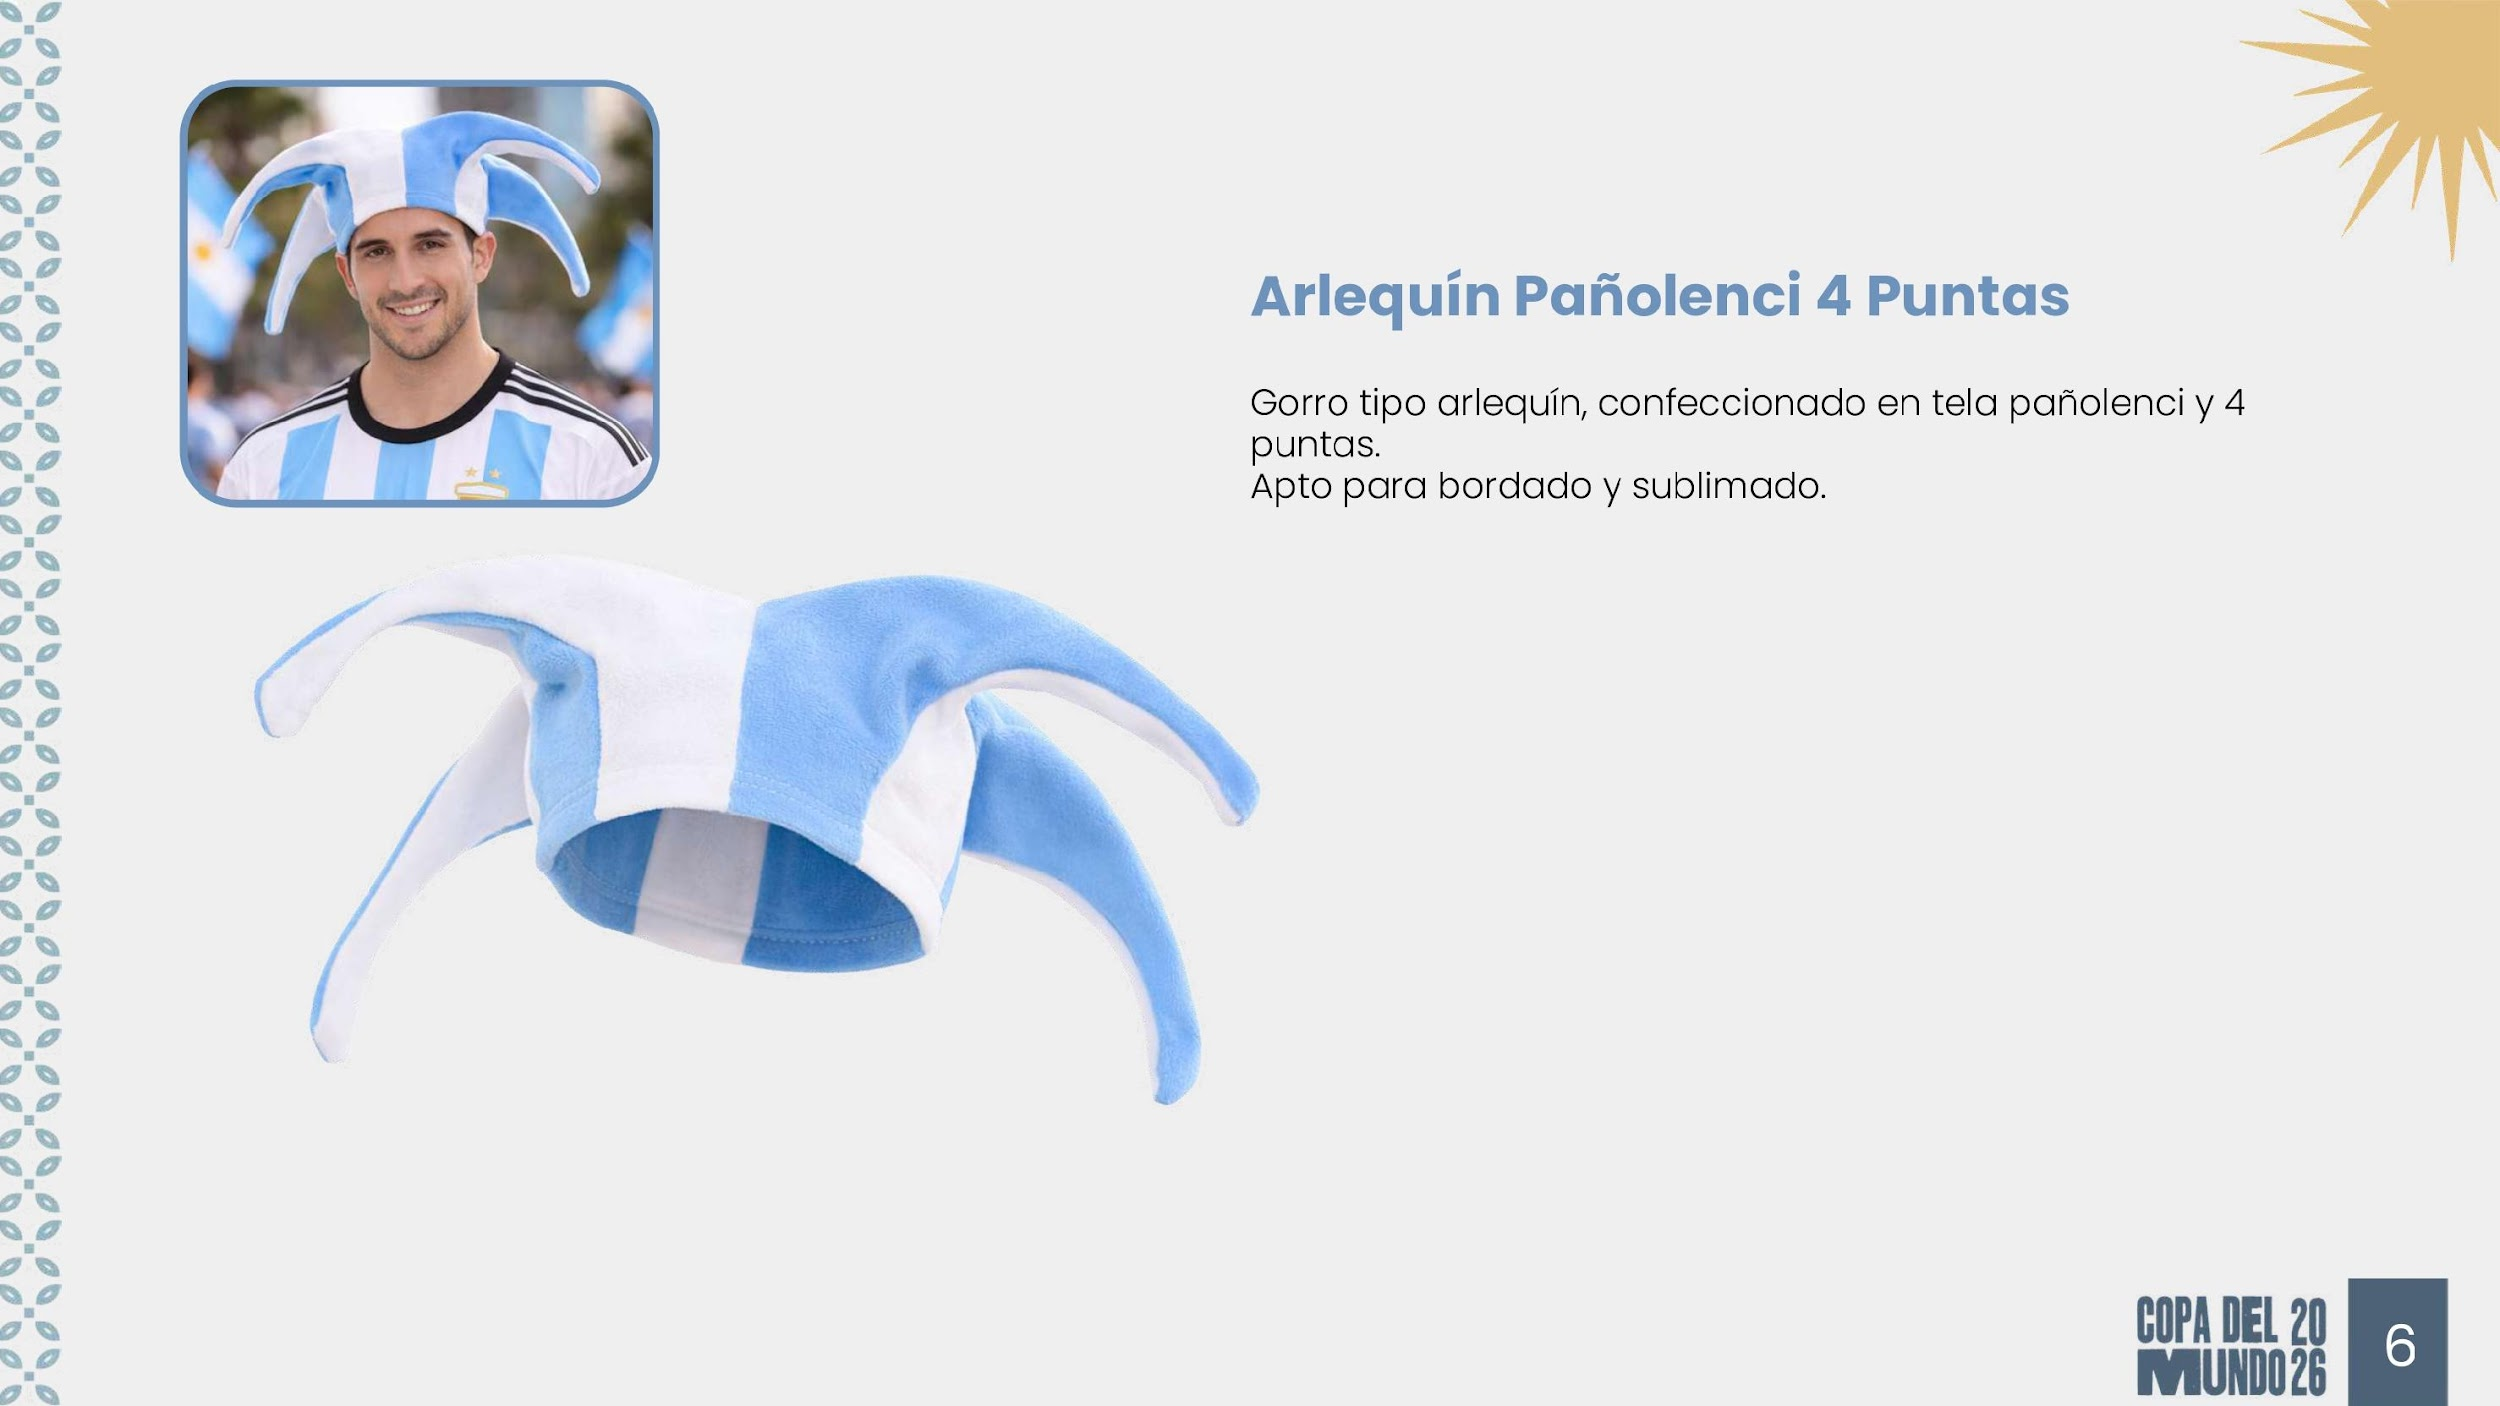 Arlequín Pañolenci 4 Puntas
Gorro tipo arlequín, confeccionado en tela pañolenci y 4
puntas.
Apto para bordado y sublimado.
COPA DEL 20
MUNDO 26
6